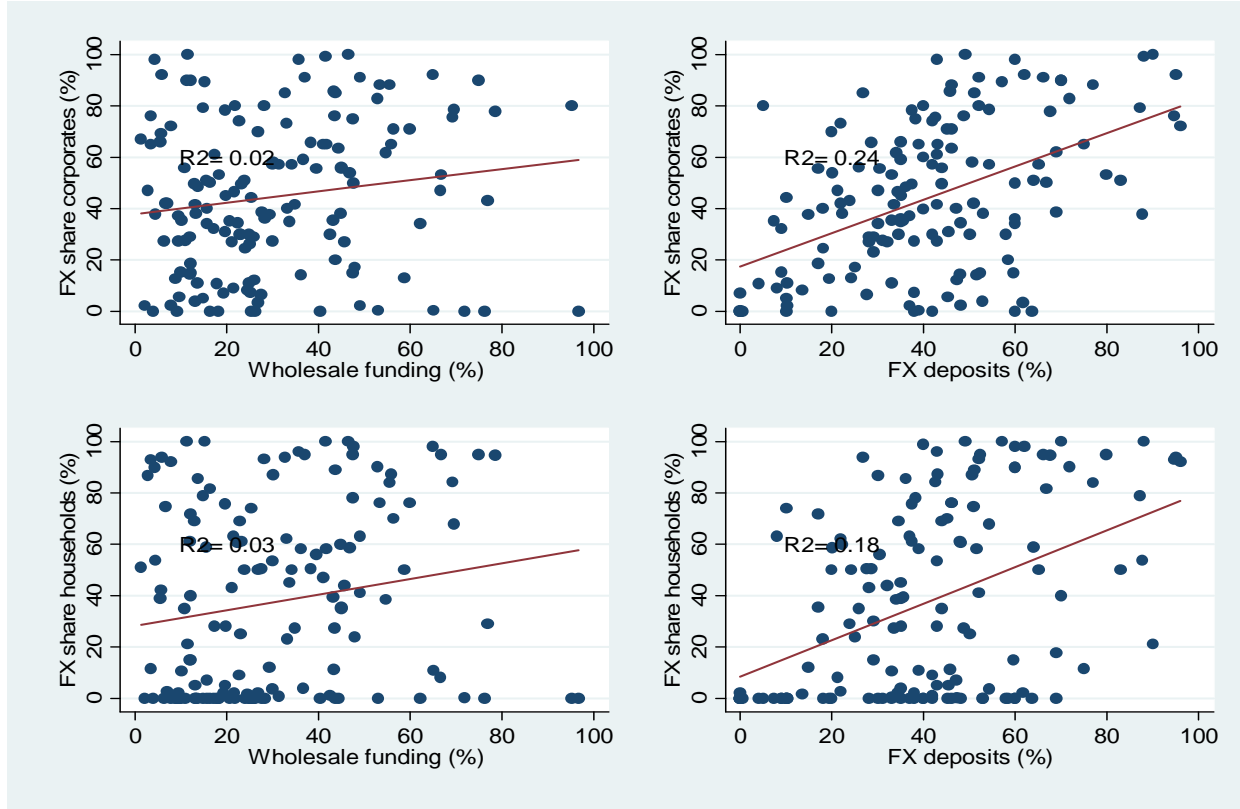 FX share corporates (%)
0 20 40 60 80 100
R2= 0.02
0 20 40 60 80 100
Wholesale funding (%)
FX share corporates (%)
0 20 40 60 80 100
R2= 0.24
0 20 40 60 80 100
FX deposits (%)
FX share households (%)
0 20 40 60 80 100
R2= 0.03
0 20 40 60 80 100
Wholesale funding (%)
FX share households (%)
0 20 40 60 80 100
R2= 0.18
0 20 40 60 80 100
FX deposits (%)